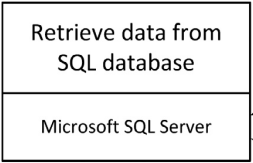 Retrieve data from
SQL database
Microsoft SQL Server